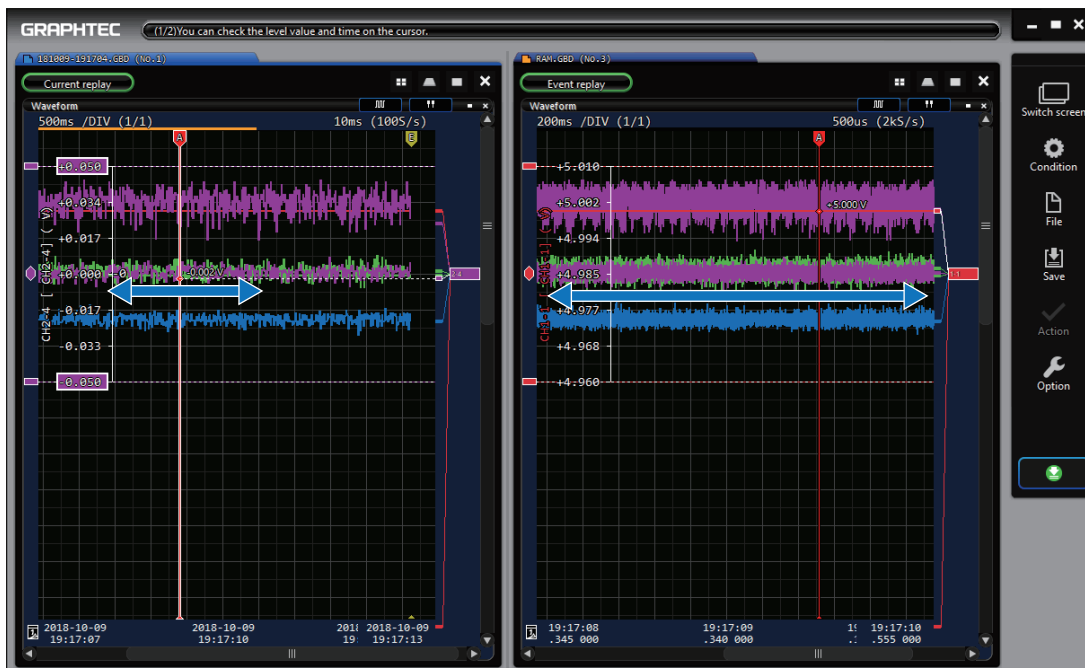 GRAPHTEC
(1/2)You can check the level value and time on the cursor.
181009-191704.GBD (No.1)
Current replay
Waveform
500ms /DIV (1/1) 10ms (100S/s)
A
E
+0.050
+0.034
+0.017
+0.000
-0.017
-0.033
-0.050
-0.002 V
2-4
2018-10-09 2018-10-09 2018-10-09
19:17:07 19:17:10 19:17:13
RAM.GBD (No.3)
Event replay
Waveform
200ms /DIV (1/1) 500us (2kS/s)
A
+5.010
+5.002
+4.994
+4.985
+4.977
+4.968
+4.960
+5.000 V
1-1
19:17:08 19:17:09 19:17:10
.345 000 .340 000 .555 000
Switch screen
Condition
File
Save
Action
Option